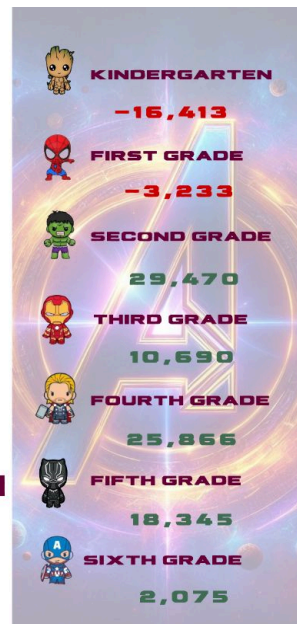 KINDERGARTEN
-16,413
FIRST GRADE
-3,233
SECOND GRADE
29,470
THIRD GRADE
10,690
FOURTH GRADE
25,866
FIFTH GRADE
18,345
A
SIXTH GRADE
2,075